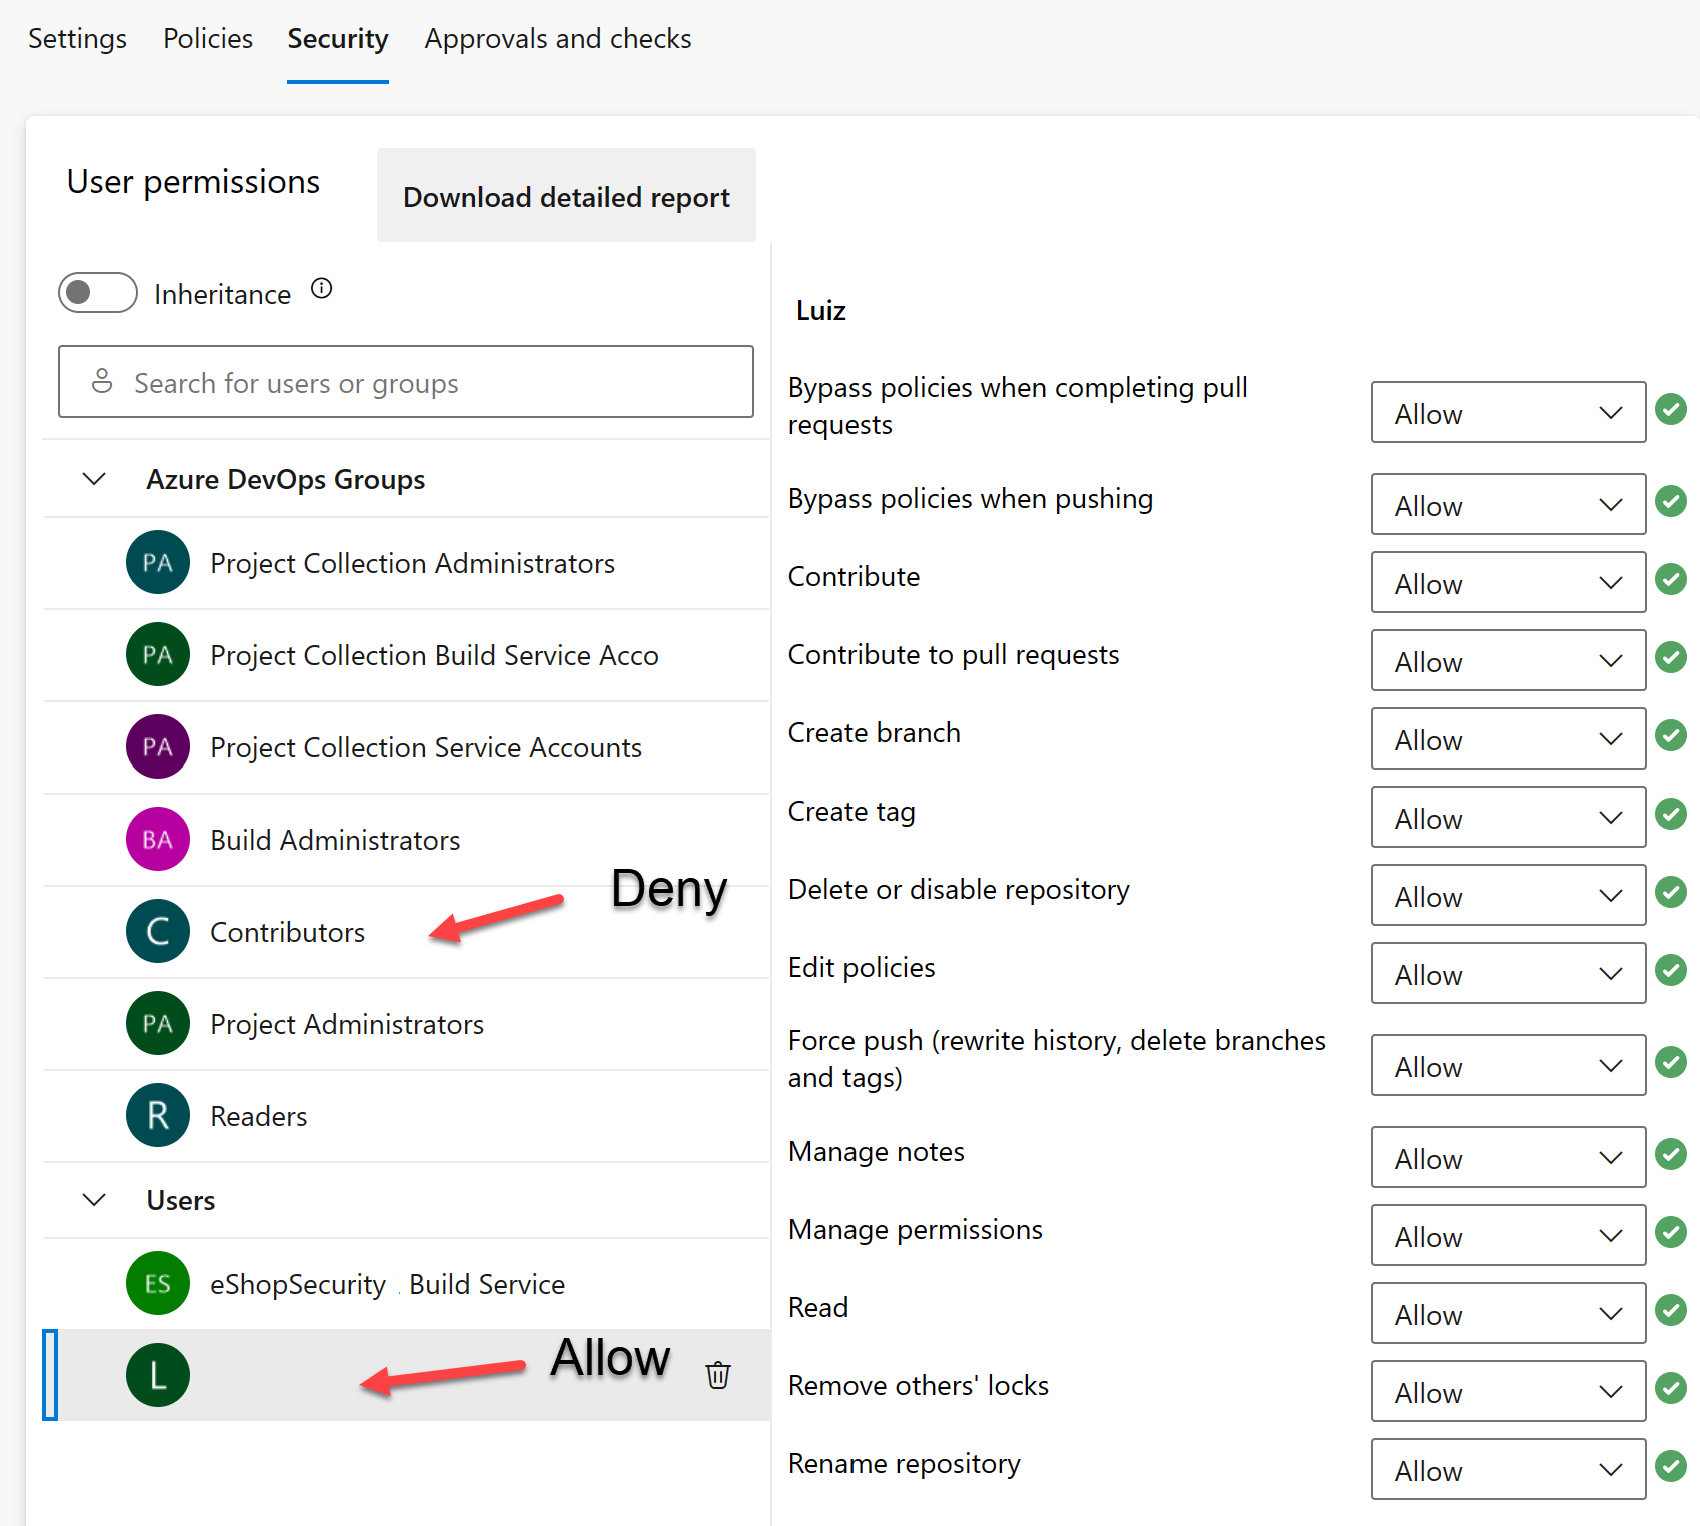 Settings Policies Security Approvals and checks
User permissions
Download detailed report
Inheritance
Search for users or groups
Azure DevOps Groups
PA Project Collection Administrators
PA Project Collection Build Service Acco
PA Project Collection Service Accounts
BA Build Administrators
Deny
C Contributors
PA Project Administrators
R Readers
Users
ES eShopSecurity . Build Service
L Allow
Luiz
Bypass policies when completing pull
requests
Allow
Bypass policies when pushing Allow
Contribute Allow
Contribute to pull requests Allow
Create branch Allow
Create tag Allow
Delete or disable repository Allow
Edit policies Allow
Force push (rewrite history, delete branches
and tags)
Allow
Manage notes Allow
Manage permissions Allow
Read Allow
Remove others' locks Allow
Rename repository Allow